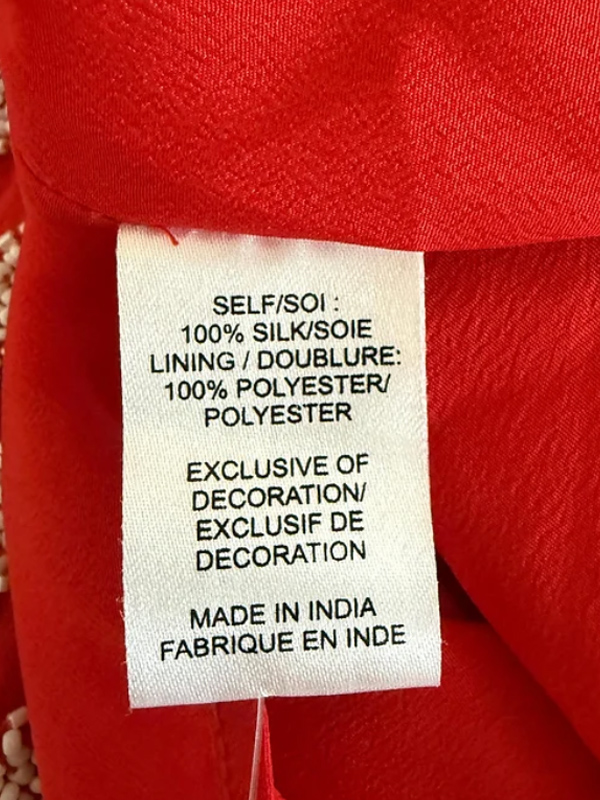 SELF/SOI :
100% SILK/SOIE
LINING / DOUBLURE:
100% POLYESTER/
POLYESTER
EXCLUSIVE OF
DECORATION/
EXCLUSIF DE
DECORATION
MADE IN INDIA
FABRIQUE EN INDE